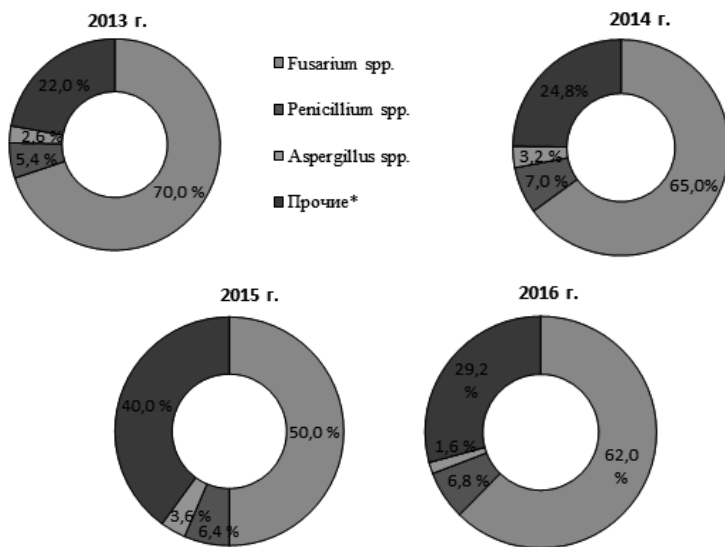 2013 г.
22,0 %
2,6 %
5,4 %
70,0 %
Fusarium spp.
Penicillium spp.
Aspergillus spp.
Прочие*
2014 г.
24,8%
3,2 %
7,0 %
65,0%
2015 г.
40,0 %
50,0 %
3,6 %
6,4 %
2016 г.
29,2
%
1,6 %
6,8 %
62,0
%